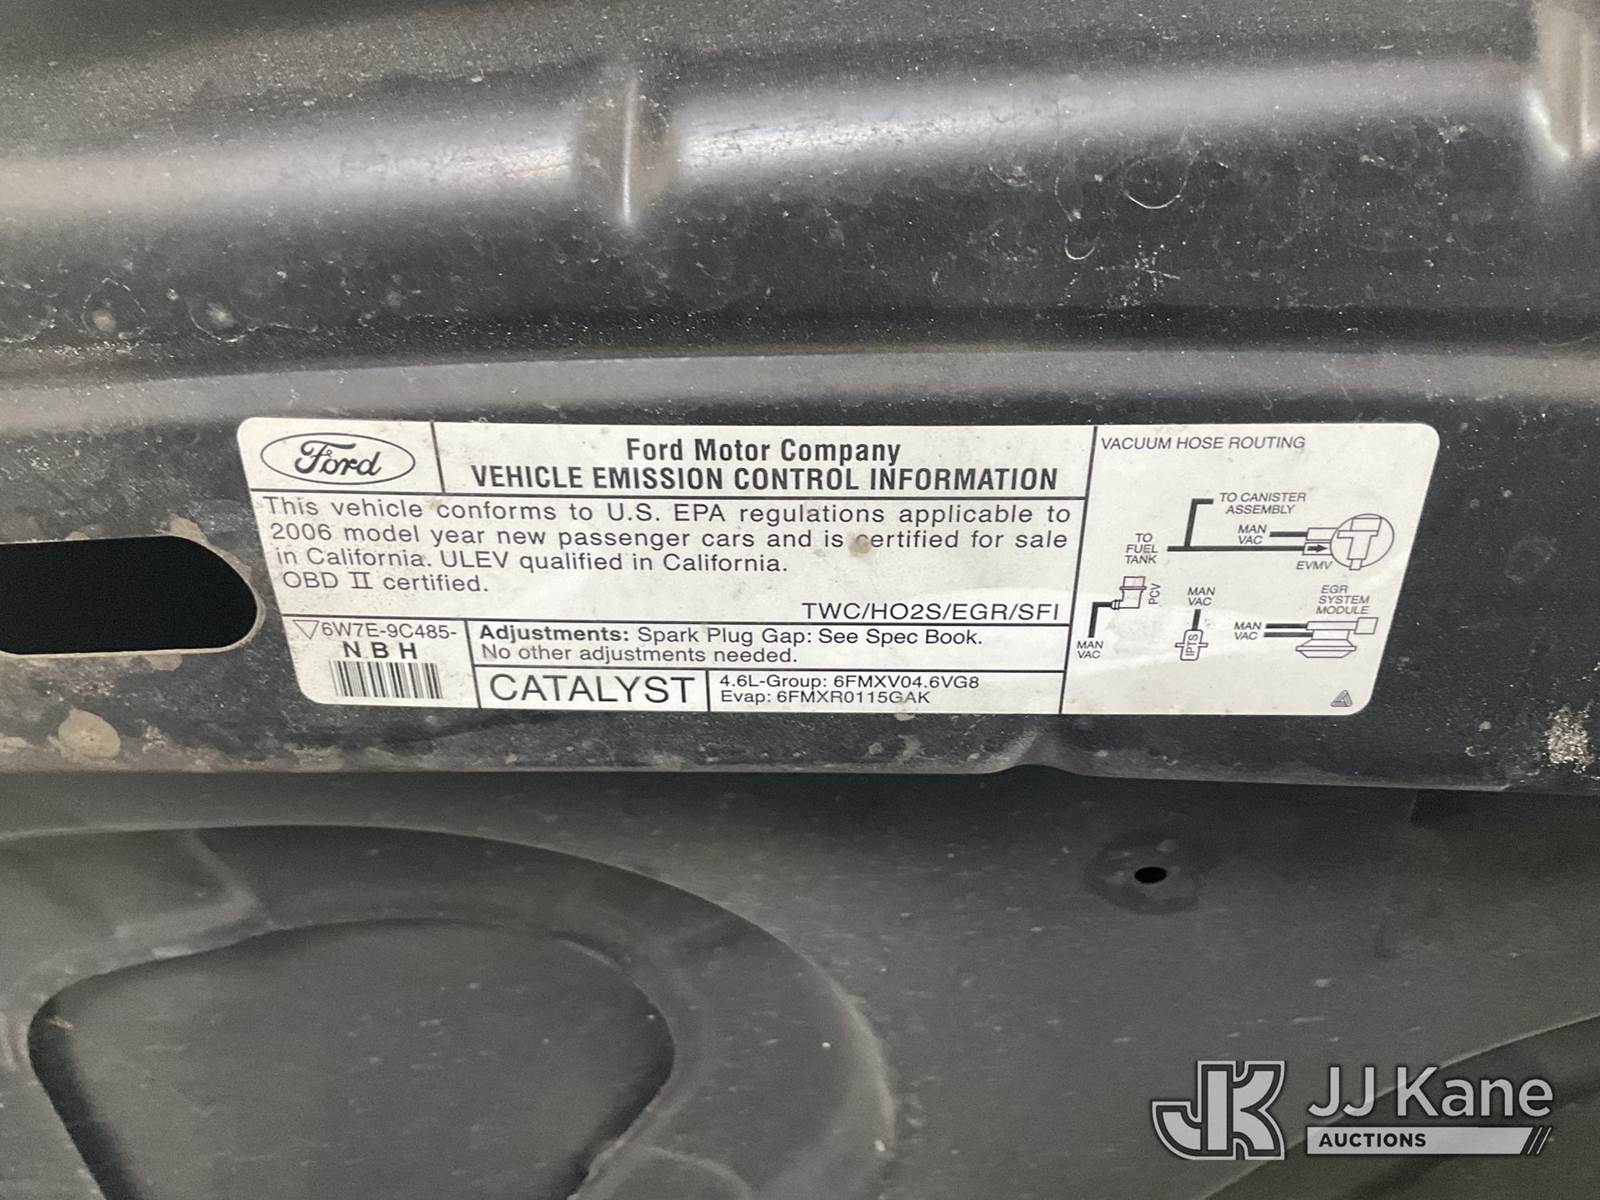 Ford
Ford Motor Company
VEHICLE EMISSION CONTROL INFORMATION
This vehicle conforms to U.S. EPA regulations applicable to
2006 model year new passenger cars and is certified for sale
in California. ULEV qualified in California.
OBD II certified.
TWC/HO2S/EGR/SFI
6W7E-9C485-
NBH
Adjustments: Spark Plug Gap: See Spec Book.
No other adjustments needed.
CATALYST
4.6L-Group: 6FMXV04.6VG8
Evap: 6FMXR0115GAK
VACUUM HOSE ROUTING
TO CANISTER
ASSEMBLY
MAN
VAC
TO
FUEL
TANK
EVMV
PCV
MAN
VAC
MAN
VAC
IPTS
EGR
SYSTEM
MODULE
MAN
VAC
JK
JJ Kane
AUCTIONS